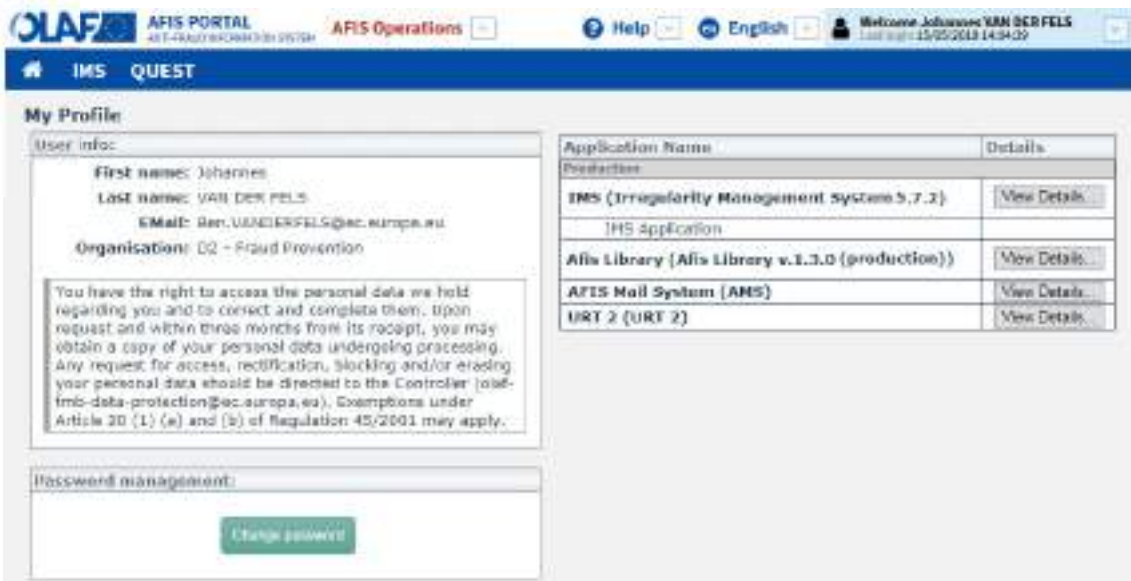 OLAF
AFIS PORTAL
ANTI-FRAUD INFORMATION SYSTEM
AFIS Operations
Help
English
Welcome Johannes VAN DER FELS
IMS QUEST
My Profile
User info:
First name: Johannes
Last name: VAN DER FELS
EMail: Ben.VANDERFELS@ec.europa.eu
Organisation: D2 - Fraud Prevention
You have the right to access the personal data we hold
regarding you and to correct and complete them. Upon
request and within three months from its receipt, you may
obtain a copy of your personal data undergoing processing.
Any request for access, rectification, blocking and/or erasing
your personal data should be directed to the Controller (olaf-
fmb-data-protection@ec.europa.eu). Exemptions under
Article 20 (1) (a) and (b) of Regulation 45/2001 may apply.
Password management:
Change password
Application Name Details
Production
IMS (Irregularity Management System 5.7.2) View Details...
IMS Application
Afis Library (Afis Library v.1.3.0 (production)) View Details...
AFIS Mail System (AMS) View Details...
URT 2 (URT 2) View Details...